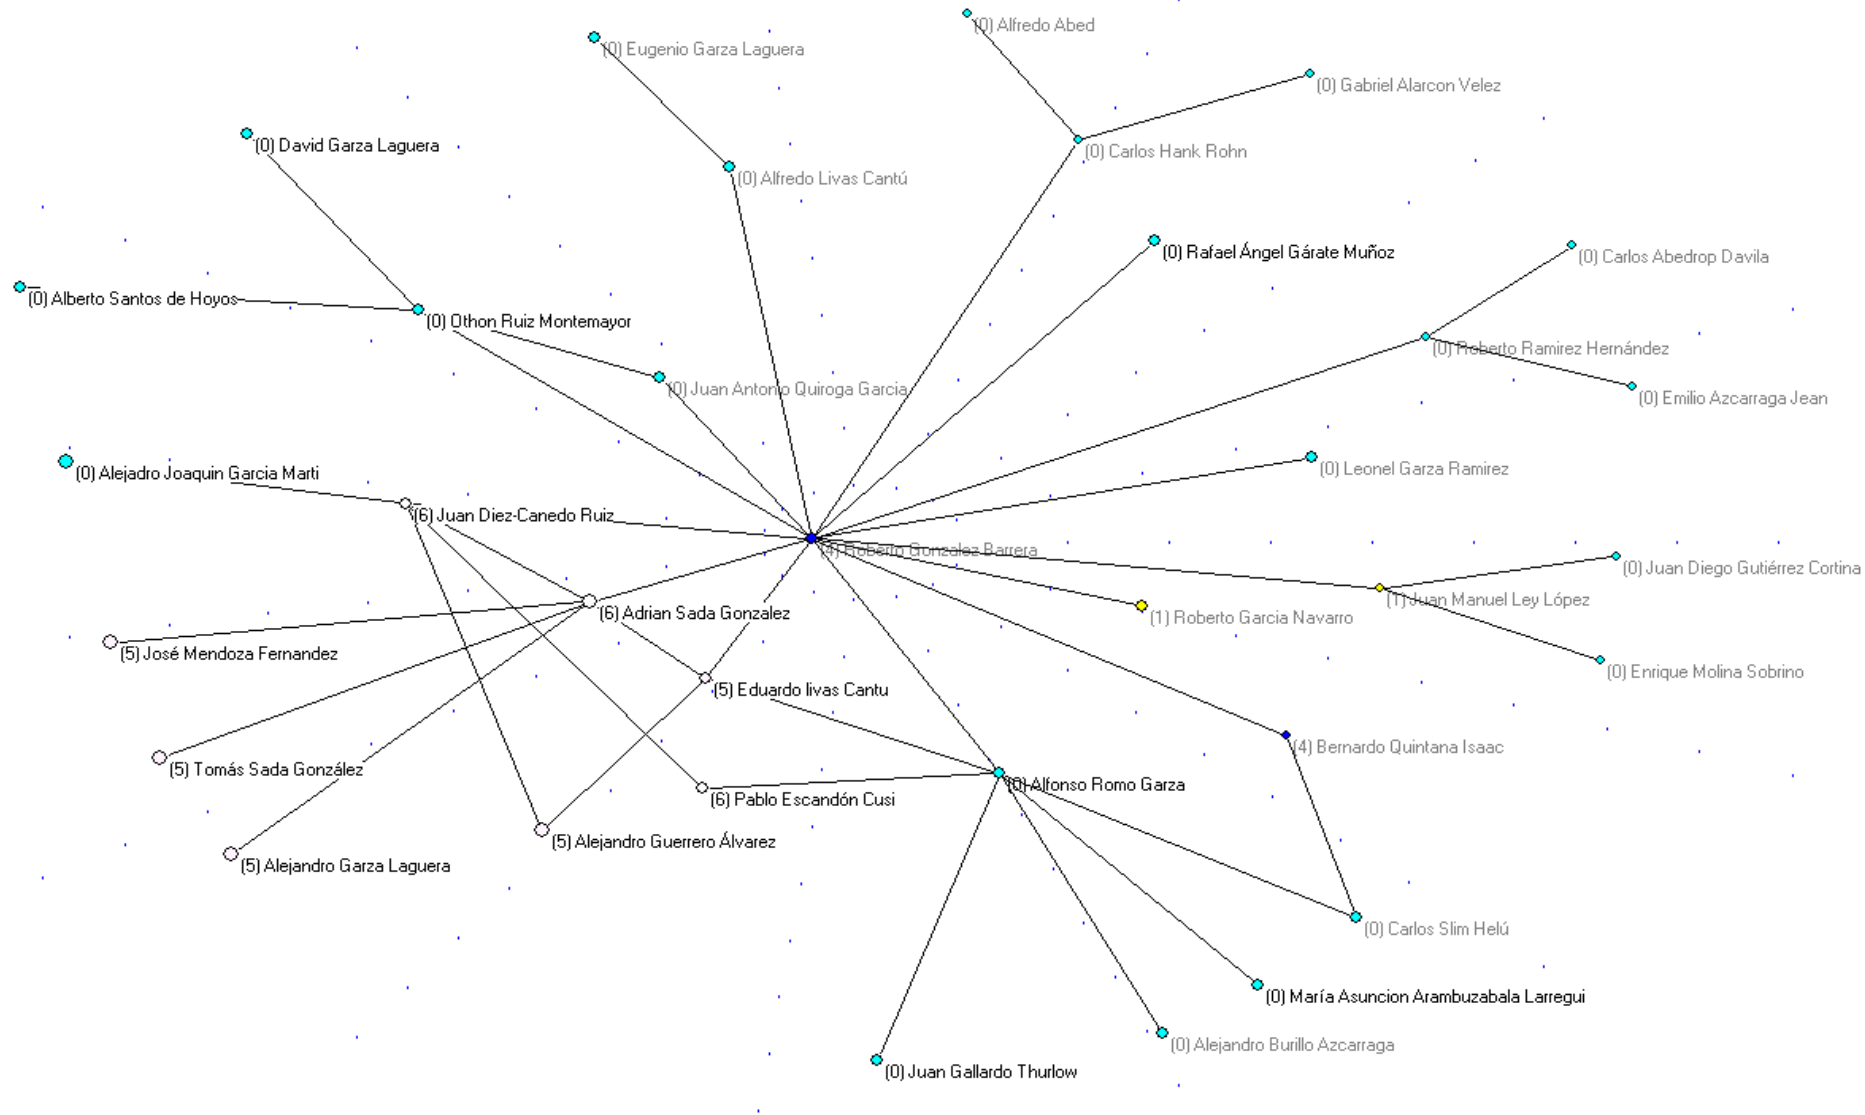 (0) Alfredo Abed
(0) Eugenio Garza Laguera
(0) Gabriel Alarcon Velez
(0) David Garza Laguera
(0) Carlos Hank Rohn
(0) Alfredo Livas Cantú
(0) Rafael Ángel Gárate Muñoz
(0) Carlos Abedrop Davila
(0) Alberto Santos de Hoyos
(0) Othon Ruiz Montemayor
(0) Roberto Ramirez Hernández
(0) Juan Antonio Quiroga Garcia
(0) Emilio Azcarraga Jean
(0) Leonel Garza Ramirez
(0) Alejadro Joaquin Garcia Marti
(6) Juan Diez-Canedo Ruiz
(4) Roberto Gonzalez Barrera
(0) Juan Diego Gutiérrez Cortina
(1) Juan Manuel Ley López
(6) Adrian Sada Gonzalez
(1) Roberto Garcia Navarro
(5) José Mendoza Fernandez
(0) Enrique Molina Sobrino
(5) Eduardo livas Cantu
(4) Bernardo Quintana Isaac
(5) Tomás Sada González
(0) Alfonso Romo Garza
(6) Pablo Escandón Cusi
(5) Alejandro Guerrero Álvarez
(5) Alejandro Garza Laguera
(0) Carlos Slim Helú
(0) María Asuncion Arambuzabala Larregui
(0) Alejandro Burillo Azcarraga
(0) Juan Gallardo Thurlow